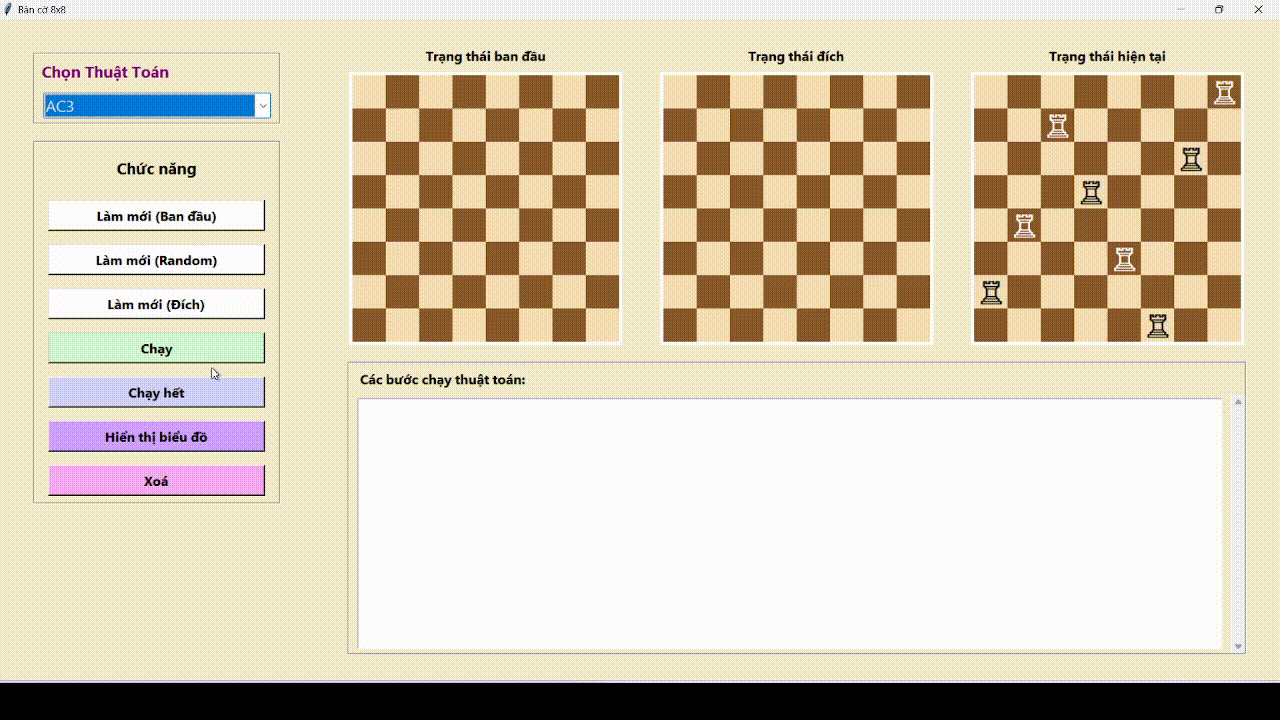 Bàn cờ 8x8
Chọn Thuật Toán
AC3
Chức năng
Làm mới (Ban đầu)
Làm mới (Random)
Làm mới (Đích)
Chạy
Chạy hết
Hiển thị biểu đồ
Xoá
Trạng thái ban đầu
Trạng thái đích
Trạng thái hiện tại
Các bước chạy thuật toán: